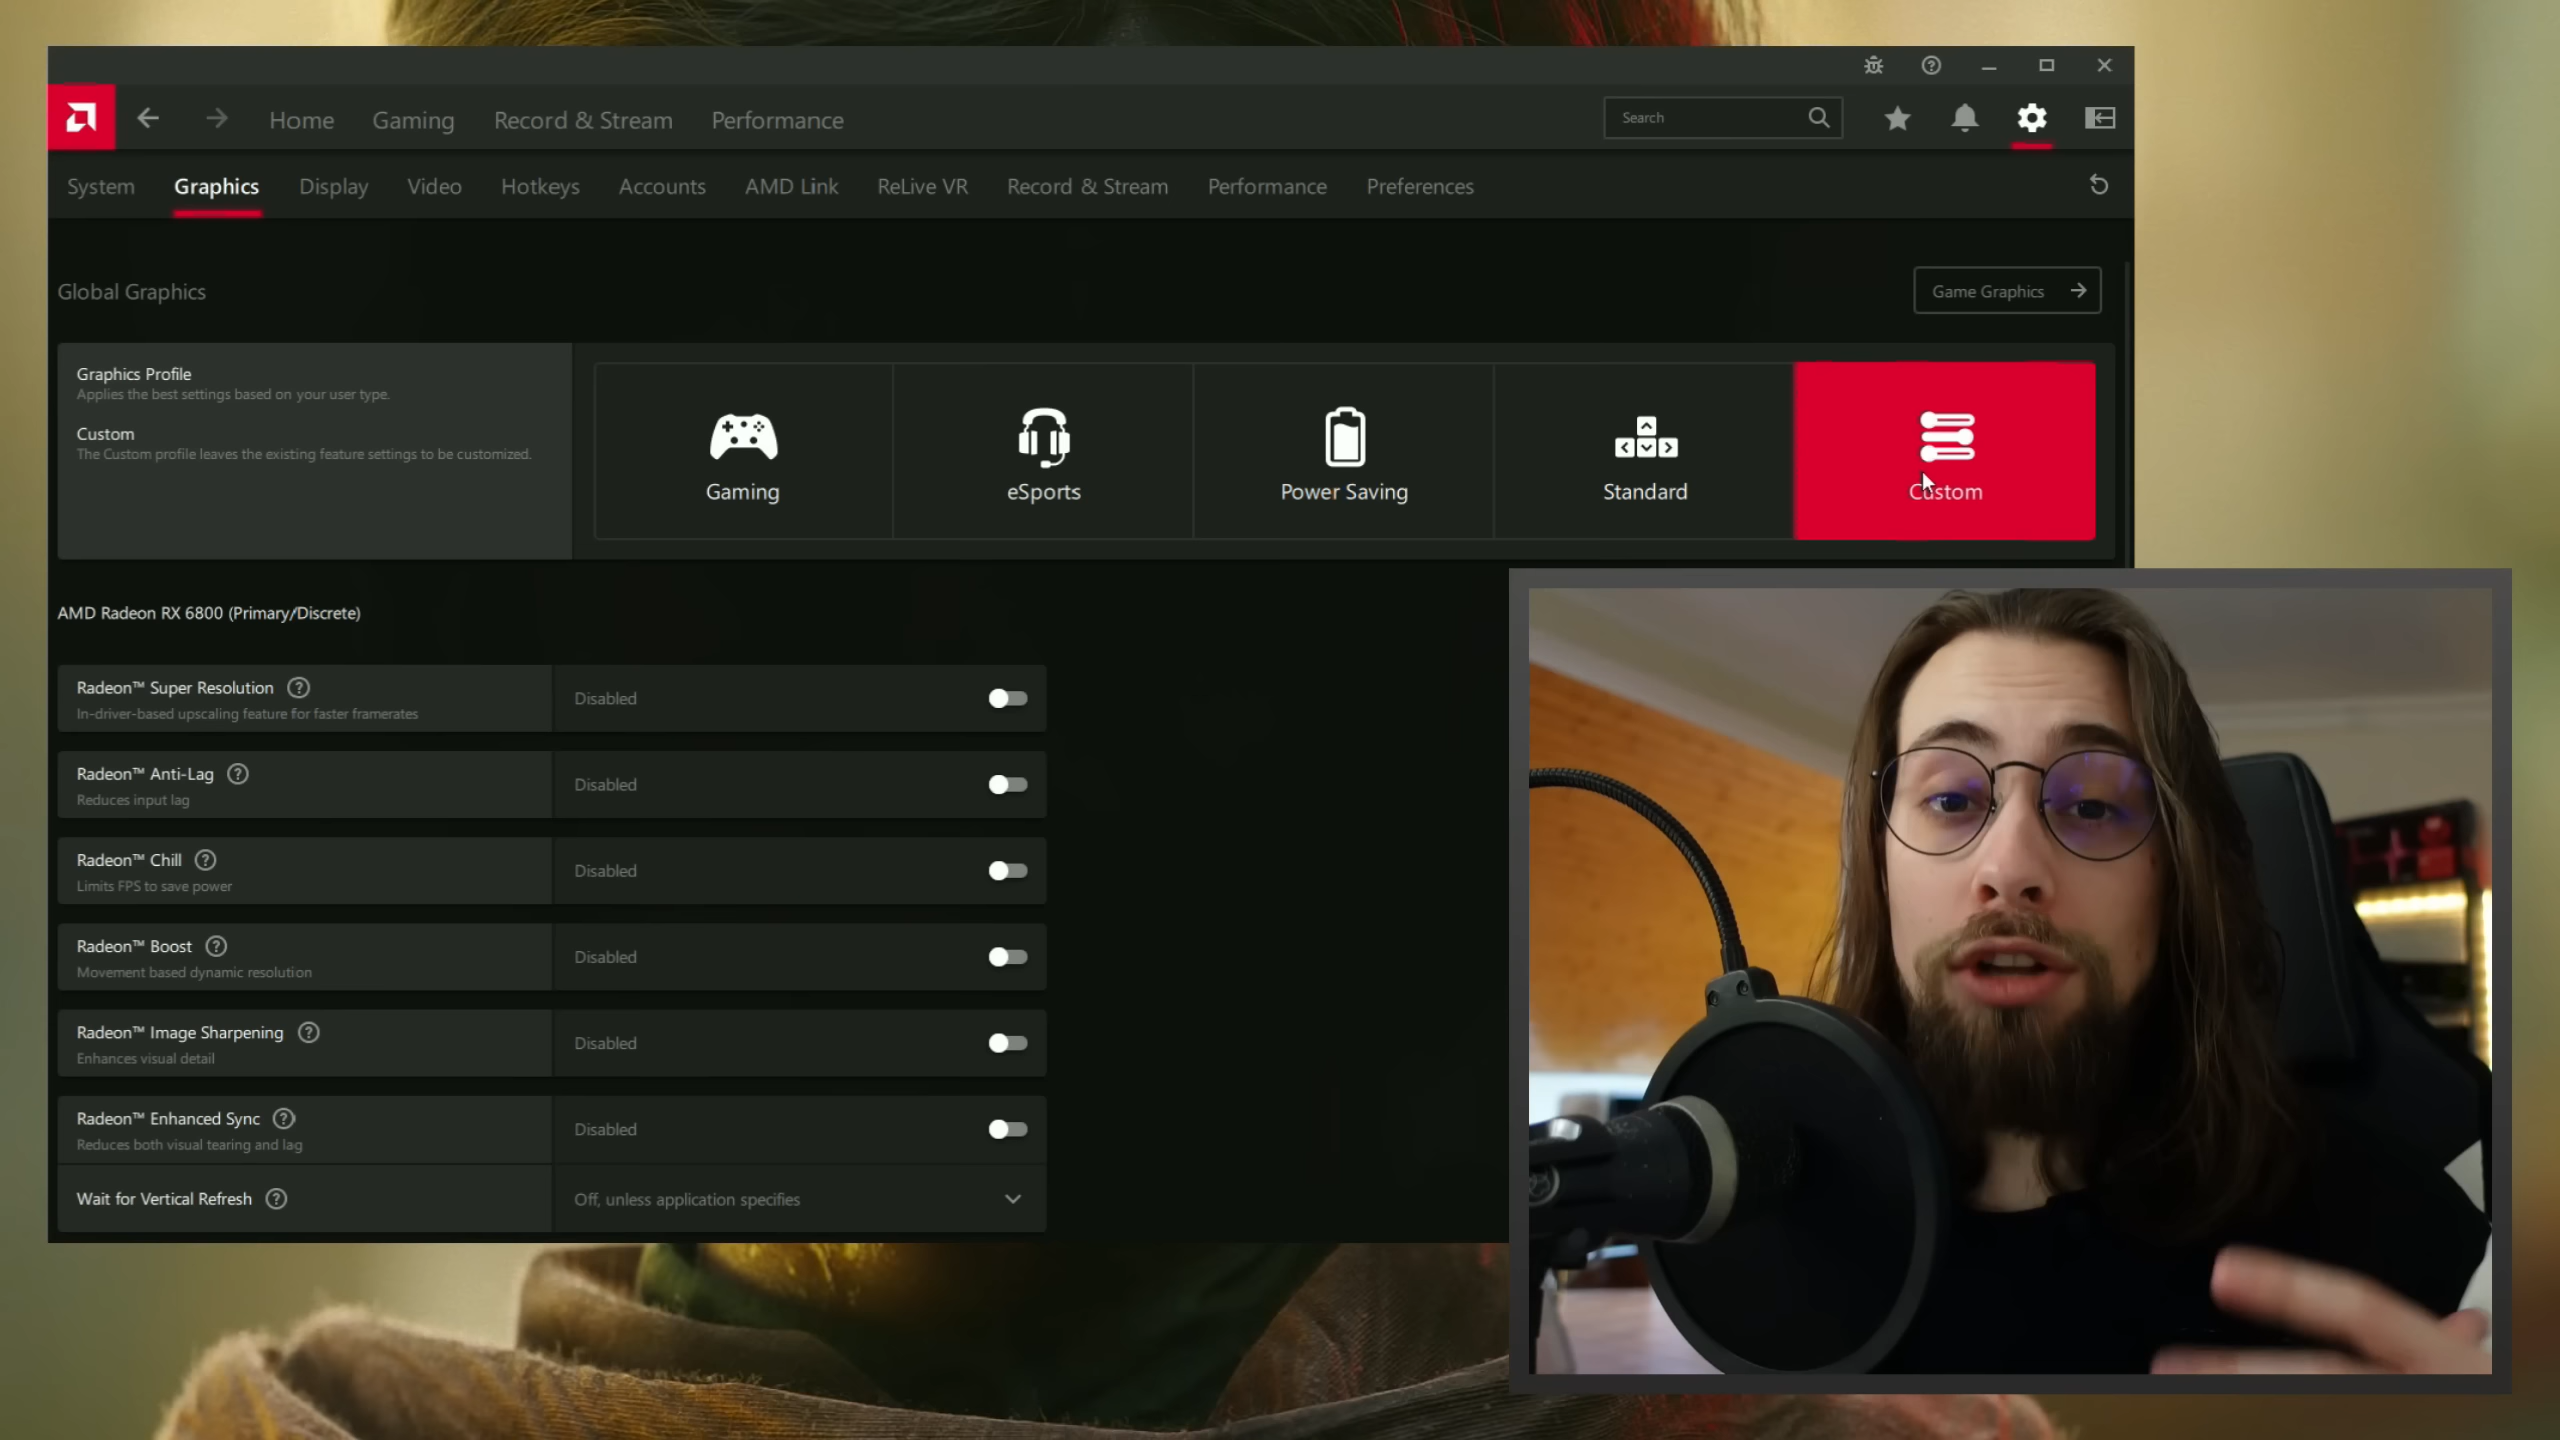 Home Gaming Record & Stream Performance
Search
System Graphics Display Video Hotkeys Accounts AMD Link ReLive VR Record & Stream Performance Preferences
Global Graphics
Game Graphics
Graphics Profile
Applies the best settings based on your user type.
Custom
The Custom profile leaves the existing feature settings to be customized.
Gaming
eSports
Power Saving
Standard
Custom
AMD Radeon RX 6800 (Primary/Discrete)
Radeon™ Super Resolution
In-driver-based upscaling feature for faster framerates
Disabled
Radeon™ Anti-Lag
Reduces input lag
Disabled
Radeon™ Chill
Limits FPS to save power
Disabled
Radeon™ Boost
Movement based dynamic resolution
Disabled
Radeon™ Image Sharpening
Enhances visual detail
Disabled
Radeon™ Enhanced Sync
Reduces both visual tearing and lag
Disabled
Wait for Vertical Refresh
Off, unless application specifies